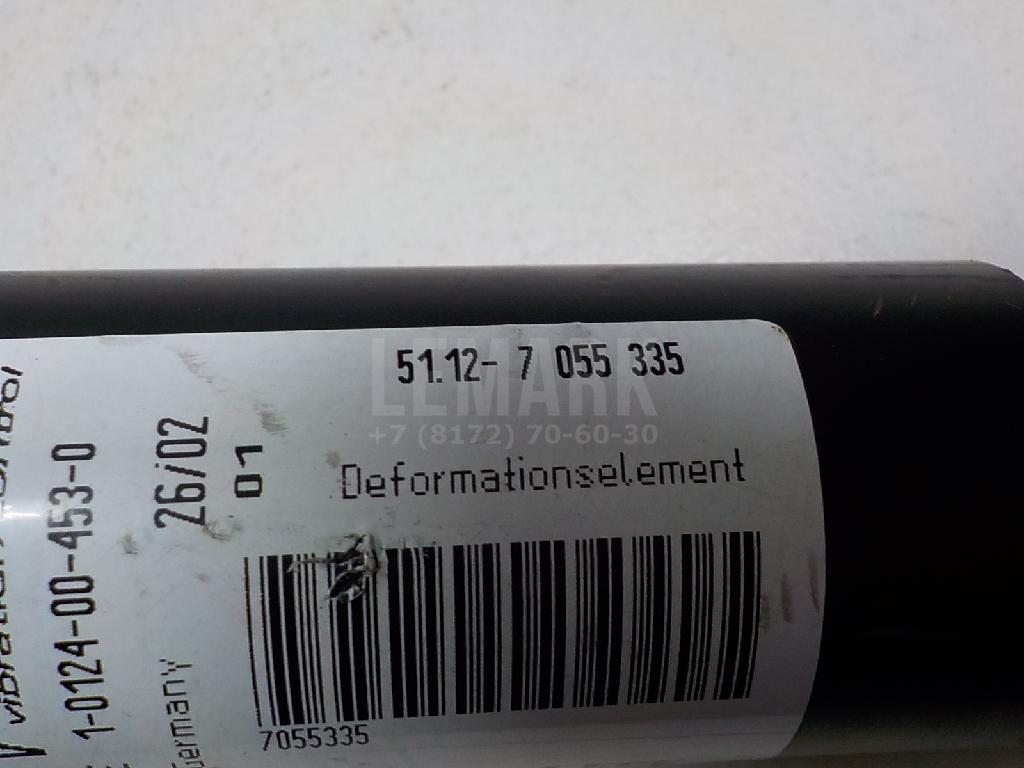 51.12- 7 055 335
Deformationselement
01
26/02
7055335
1-0124-00-453-0
Germany
LEMARK
+7 (8172) 70-60-30